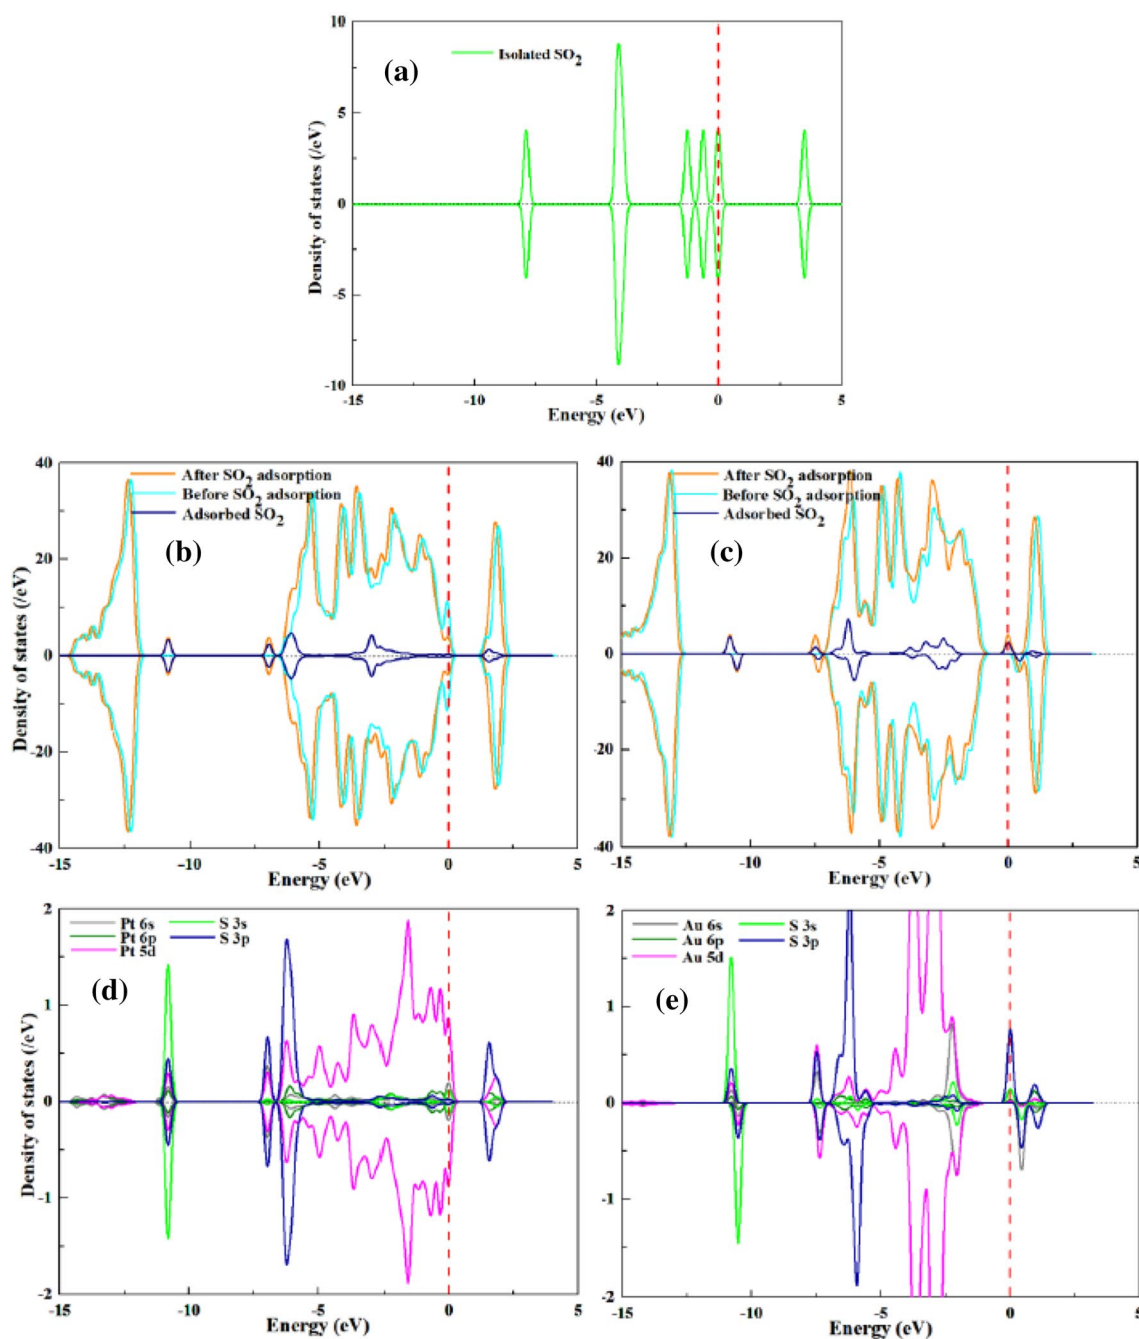 10
Isolated SO2
(a)
5
0
-5
-10
-15
-10
-5
0
5
Density of states (/eV)
Energy (eV)
40
After SO2 adsorption
Before SO2 adsorption
Adsorbed SO2
(b)
20
0
-20
-40
-15
-10
-5
0
5
Density of states (/eV)
Energy (eV)
40
After SO2 adsorption
Before SO2 adsorption
Adsorbed SO2
(c)
20
0
-20
-40
-15
-10
-5
0
5
Energy (eV)
2
Pt 6s
S 3s
Pt 6p
S 3p
Pt 5d
(d)
1
0
-1
-2
-15
-10
-5
0
5
Density of states (/eV)
Energy (eV)
2
Au 6s
S 3s
Au 6p
S 3p
Au 5d
(e)
1
0
-1
-2
-15
-10
-5
0
5
Energy (eV)